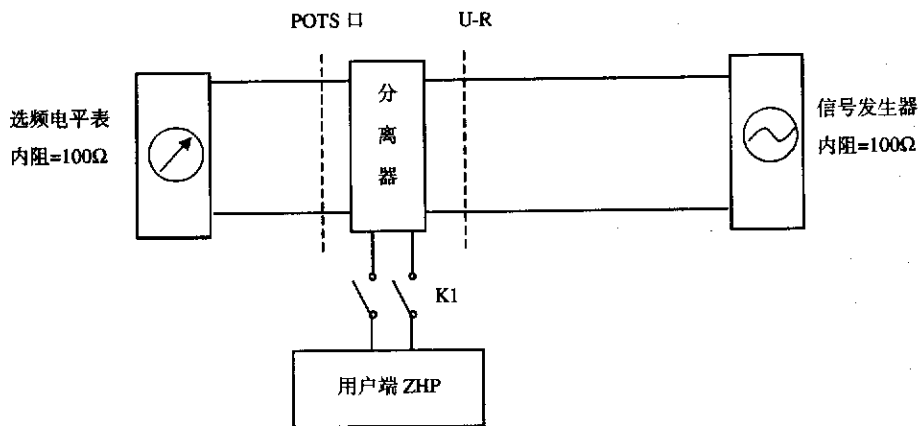 POTS 口
U-R
选频电平表
内阻=100Ω
分
离
器
信号发生器
内阻=100Ω
K1
用户端 ZHP